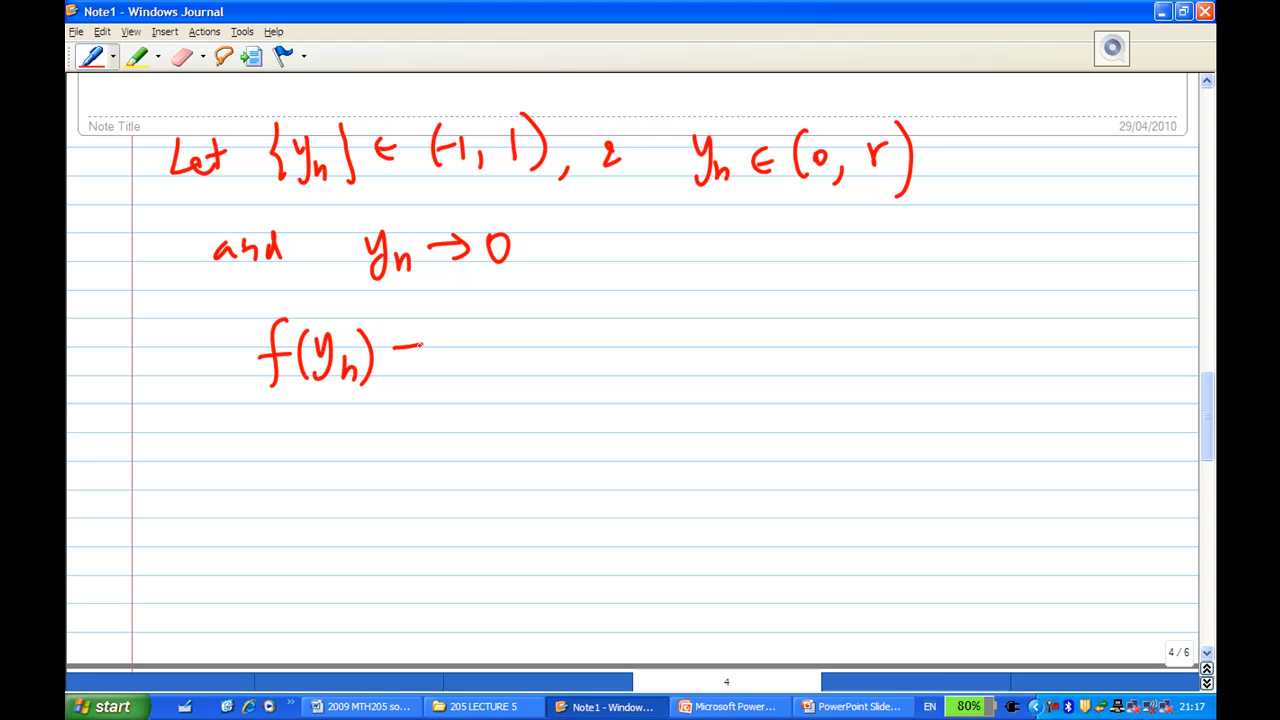 Note1 - Windows Journal
File Edit View Insert Actions Tools Help
Note Title
29/04/2010
Let {yn} ∈ (-1, 1), & yn ∈ (0, r)
and yn → 0
f(yn) -
4 / 6
4
start
2009 MTH205 so...
205 LECTURE 5
Note1 - Window...
Microsoft Power...
PowerPoint Slide...
EN
80%
21:17